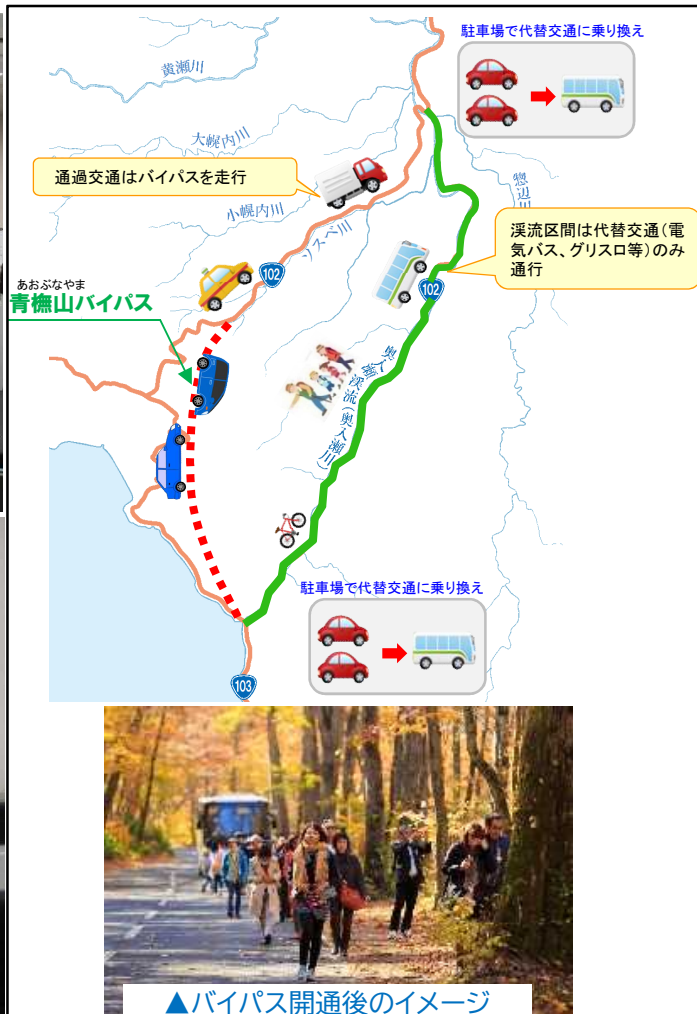 駐車場で代替交通に乗り換え
黄瀬川
大幌内川
通過交通はバイパスを走行
小幌内川
ソスベ川
惣辺川
渓流区間は代替交通(電
気バス、グリスロ等)のみ
通行
102
102
あおぶなやま
青橅山バイパス
奥入瀬渓流(奥入瀬川)
駐車場で代替交通に乗り換え
103
▲バイパス開通後のイメージ